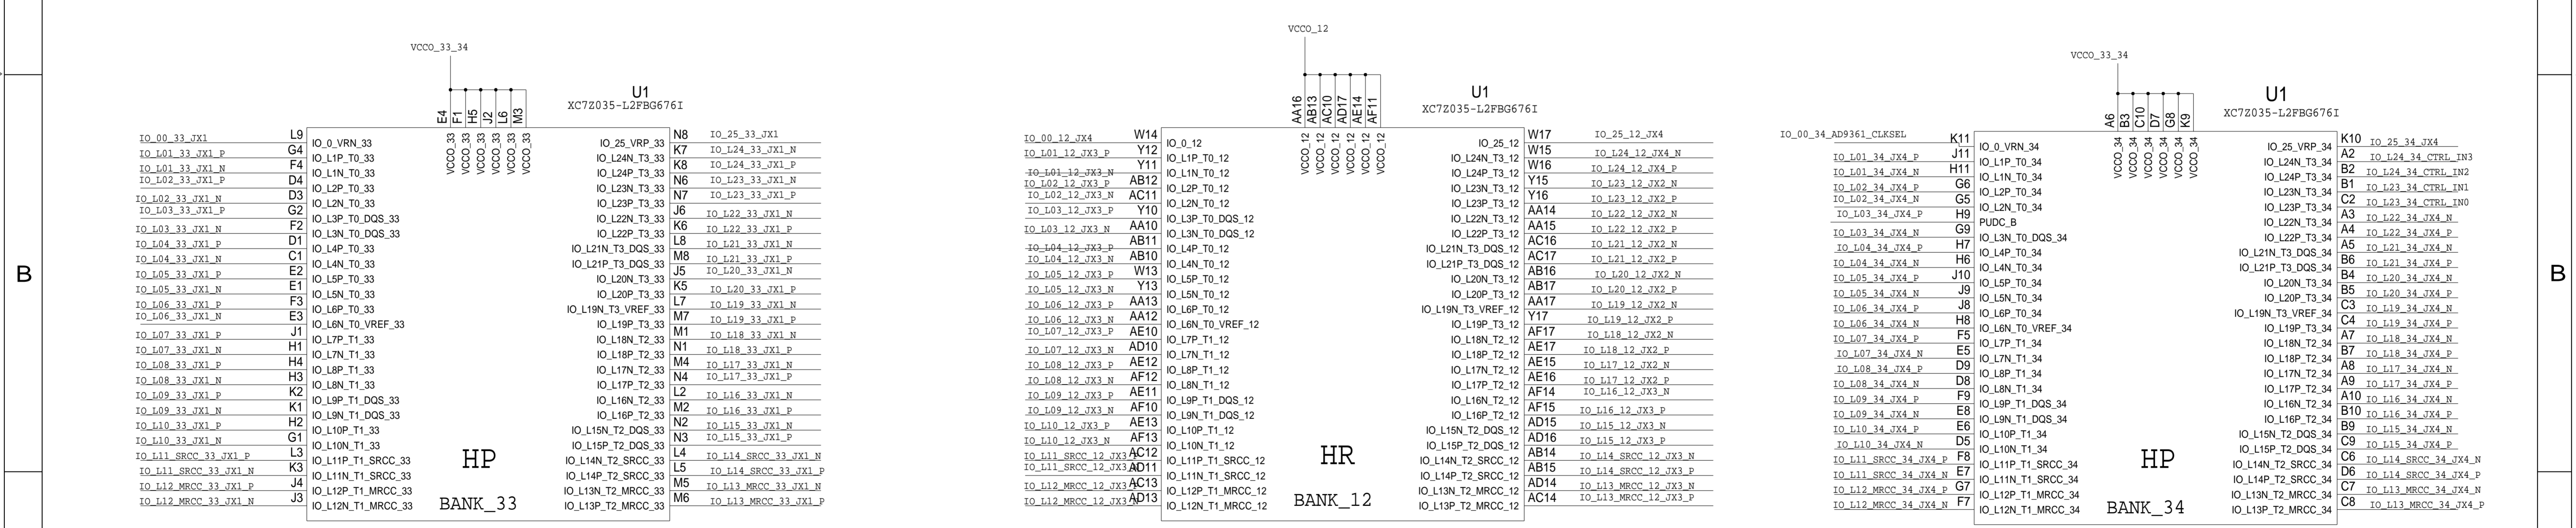 B
VCCO_33_34
E4 F1 H5 J2 L6 M3
VCCO_33 VCCO_33 VCCO_33 VCCO_33 VCCO_33 VCCO_33
U1
XC7Z035-L2FBG676I
IO_00_33_JX1 L9 IO_0_VRN_33
IO_L01_33_JX1_P G4 IO_L1P_T0_33
IO_L01_33_JX1_N F4 IO_L1N_T0_33
IO_L02_33_JX1_P D4 IO_L2P_T0_33
IO_L02_33_JX1_N D3 IO_L2N_T0_33
IO_L03_33_JX1_P G2 IO_L3P_T0_DQS_33
IO_L03_33_JX1_N F2 IO_L3N_T0_DQS_33
IO_L04_33_JX1_P D1 IO_L4P_T0_33
IO_L04_33_JX1_N C1 IO_L4N_T0_33
IO_L05_33_JX1_P E2 IO_L5P_T0_33
IO_L05_33_JX1_N E1 IO_L5N_T0_33
IO_L06_33_JX1_P F3 IO_L6P_T0_33
IO_L06_33_JX1_N E3 IO_L6N_T0_VREF_33
IO_L07_33_JX1_P J1 IO_L7P_T1_33
IO_L07_33_JX1_N H1 IO_L7N_T1_33
IO_L08_33_JX1_P H4 IO_L8P_T1_33
IO_L08_33_JX1_N H3 IO_L8N_T1_33
IO_L09_33_JX1_P K2 IO_L9P_T1_DQS_33
IO_L09_33_JX1_N K1 IO_L9N_T1_DQS_33
IO_L10_33_JX1_P H2 IO_L10P_T1_33
IO_L10_33_JX1_N G1 IO_L10N_T1_33
IO_L11_SRCC_33_JX1_P L3 IO_L11P_T1_SRCC_33
IO_L11_SRCC_33_JX1_N K3 IO_L11N_T1_SRCC_33
IO_L12_MRCC_33_JX1_P J4 IO_L12P_T1_MRCC_33
IO_L12_MRCC_33_JX1_N J3 IO_L12N_T1_MRCC_33
HP
BANK_33
IO_25_VRP_33 N8 IO_25_33_JX1
IO_L24N_T3_33 K7 IO_L24_33_JX1_N
IO_L24P_T3_33 K8 IO_L24_33_JX1_P
IO_L23N_T3_33 N6 IO_L23_33_JX1_N
IO_L23P_T3_33 N7 IO_L23_33_JX1_P
IO_L22N_T3_33 J6 IO_L22_33_JX1_N
IO_L22P_T3_33 K6 IO_L22_33_JX1_P
IO_L21N_T3_DQS_33 L8 IO_L21_33_JX1_N
IO_L21P_T3_DQS_33 M8 IO_L21_33_JX1_P
IO_L20N_T3_33 J5 IO_L20_33_JX1_N
IO_L20P_T3_33 K5 IO_L20_33_JX1_P
IO_L19N_T3_VREF_33 L7 IO_L19_33_JX1_N
IO_L19P_T3_33 M7 IO_L19_33_JX1_P
IO_L18N_T2_33 M1 IO_L18_33_JX1_N
IO_L18P_T2_33 N1 IO_L18_33_JX1_P
IO_L17N_T2_33 M4 IO_L17_33_JX1_N
IO_L17P_T2_33 N4 IO_L17_33_JX1_P
IO_L16N_T2_33 L2 IO_L16_33_JX1_N
IO_L16P_T2_33 M2 IO_L16_33_JX1_P
IO_L15N_T2_DQS_33 N2 IO_L15_33_JX1_N
IO_L15P_T2_DQS_33 N3 IO_L15_33_JX1_P
IO_L14N_T2_SRCC_33 L4 IO_L14_SRCC_33_JX1_N
IO_L14P_T2_SRCC_33 L5 IO_L14_SRCC_33_JX1_P
IO_L13N_T2_MRCC_33 M5 IO_L13_MRCC_33_JX1_N
IO_L13P_T2_MRCC_33 M6 IO_L13_MRCC_33_JX1_P
VCCO_12
AA16 AB13 AC10 AD17 AE14 AF11
VCCO_12 VCCO_12 VCCO_12 VCCO_12 VCCO_12 VCCO_12
U1
XC7Z035-L2FBG676I
IO_00_12_JX4 W14 IO_0_12
IO_L01_12_JX3_P Y12 IO_L1P_T0_12
IO_L01_12_JX3_N Y11 IO_L1N_T0_12
IO_L02_12_JX3_P AB12 IO_L2P_T0_12
IO_L02_12_JX3_N AC11 IO_L2N_T0_12
IO_L03_12_JX3_P Y10 IO_L3P_T0_DQS_12
IO_L03_12_JX3_N AA10 IO_L3N_T0_DQS_12
IO_L04_12_JX3_P AB11 IO_L4P_T0_12
IO_L04_12_JX3_N AB10 IO_L4N_T0_12
IO_L05_12_JX3_P W13 IO_L5P_T0_12
IO_L05_12_JX3_N Y13 IO_L5N_T0_12
IO_L06_12_JX3_P AA13 IO_L6P_T0_12
IO_L06_12_JX3_N AA12 IO_L6N_T0_VREF_12
IO_L07_12_JX3_P AE10 IO_L7P_T1_12
IO_L07_12_JX3_N AD10 IO_L7N_T1_12
IO_L08_12_JX3_P AE12 IO_L8P_T1_12
IO_L08_12_JX3_N AF12 IO_L8N_T1_12
IO_L09_12_JX3_P AE11 IO_L9P_T1_DQS_12
IO_L09_12_JX3_N AF10 IO_L9N_T1_DQS_12
IO_L10_12_JX3_P AE13 IO_L10P_T1_12
IO_L10_12_JX3_N AF13 IO_L10N_T1_12
IO_L11_SRCC_12_JX3_P AC12 IO_L11P_T1_SRCC_12
IO_L11_SRCC_12_JX3_N AD11 IO_L11N_T1_SRCC_12
IO_L12_MRCC_12_JX3_P AC13 IO_L12P_T1_MRCC_12
IO_L12_MRCC_12_JX3_N AD13 IO_L12N_T1_MRCC_12
HR
BANK_12
IO_25_12 W17 IO_25_12_JX4
IO_L24N_T3_12 W15 IO_L24_12_JX4_N
IO_L24P_T3_12 W16 IO_L24_12_JX4_P
IO_L23N_T3_12 Y15 IO_L23_12_JX2_N
IO_L23P_T3_12 Y16 IO_L23_12_JX2_P
IO_L22N_T3_12 AA14 IO_L22_12_JX2_N
IO_L22P_T3_12 AA15 IO_L22_12_JX2_P
IO_L21N_T3_DQS_12 AC16 IO_L21_12_JX2_N
IO_L21P_T3_DQS_12 AC17 IO_L21_12_JX2_P
IO_L20N_T3_12 AB16 IO_L20_12_JX2_N
IO_L20P_T3_12 AB17 IO_L20_12_JX2_P
IO_L19N_T3_VREF_12 AA17 IO_L19_12_JX2_N
IO_L19P_T3_12 Y17 IO_L19_12_JX2_P
IO_L18N_T2_12 AF17 IO_L18_12_JX2_N
IO_L18P_T2_12 AE17 IO_L18_12_JX2_P
IO_L17N_T2_12 AE15 IO_L17_12_JX2_N
IO_L17P_T2_12 AE16 IO_L17_12_JX2_P
IO_L16N_T2_12 AF14 IO_L16_12_JX3_N
IO_L16P_T2_12 AF15 IO_L16_12_JX3_P
IO_L15N_T2_DQS_12 AD15 IO_L15_12_JX3_N
IO_L15P_T2_DQS_12 AD16 IO_L15_12_JX3_P
IO_L14N_T2_SRCC_12 AB14 IO_L14_SRCC_12_JX3_N
IO_L14P_T2_SRCC_12 AB15 IO_L14_SRCC_12_JX3_P
IO_L13N_T2_MRCC_12 AD14 IO_L13_MRCC_12_JX3_N
IO_L13P_T2_MRCC_12 AC14 IO_L13_MRCC_12_JX3_P
VCCO_33_34
A6 B3 C10 D7 G8 K9
VCCO_34 VCCO_34 VCCO_34 VCCO_34 VCCO_34 VCCO_34
U1
XC7Z035-L2FBG676I
IO_00_34_AD9361_CLKSEL K11 IO_0_VRN_34
IO_L01_34_JX4_P J11 IO_L1P_T0_34
IO_L01_34_JX4_N H11 IO_L1N_T0_34
IO_L02_34_JX4_P G6 IO_L2P_T0_34
IO_L02_34_JX4_N G5 IO_L2N_T0_34
IO_L03_34_JX4_P H9 PUDC_B
IO_L03_34_JX4_N G9 IO_L3N_T0_DQS_34
IO_L04_34_JX4_P H7 IO_L4P_T0_34
IO_L04_34_JX4_N H6 IO_L4N_T0_34
IO_L05_34_JX4_P J10 IO_L5P_T0_34
IO_L05_34_JX4_N J9 IO_L5N_T0_34
IO_L06_34_JX4_P J8 IO_L6P_T0_34
IO_L06_34_JX4_N H8 IO_L6N_T0_VREF_34
IO_L07_34_JX4_P F5 IO_L7P_T1_34
IO_L07_34_JX4_N E5 IO_L7N_T1_34
IO_L08_34_JX4_P D9 IO_L8P_T1_34
IO_L08_34_JX4_N D8 IO_L8N_T1_34
IO_L09_34_JX4_P F9 IO_L9P_T1_DQS_34
IO_L09_34_JX4_N E8 IO_L9N_T1_DQS_34
IO_L10_34_JX4_P E6 IO_L10P_T1_34
IO_L10_34_JX4_N D5 IO_L10N_T1_34
IO_L11_SRCC_34_JX4_P F8 IO_L11P_T1_SRCC_34
IO_L11_SRCC_34_JX4_N E7 IO_L11N_T1_SRCC_34
IO_L12_MRCC_34_JX4_P G7 IO_L12P_T1_MRCC_34
IO_L12_MRCC_34_JX4_N F7 IO_L12N_T1_MRCC_34
HP
BANK_34
IO_25_VRP_34 K10 IO_25_34_JX4
IO_L24N_T3_34 A2 IO_L24_34_CTRL_IN3
IO_L24P_T3_34 B2 IO_L24_34_CTRL_IN2
IO_L23N_T3_34 B1 IO_L23_34_CTRL_IN1
IO_L23P_T3_34 C2 IO_L23_34_CTRL_IN0
IO_L22N_T3_34 A3 IO_L22_34_JX4_N
IO_L22P_T3_34 A4 IO_L22_34_JX4_P
IO_L21N_T3_DQS_34 A5 IO_L21_34_JX4_N
IO_L21P_T3_DQS_34 B6 IO_L21_34_JX4_P
IO_L20N_T3_34 B4 IO_L20_34_JX4_N
IO_L20P_T3_34 B5 IO_L20_34_JX4_P
IO_L19N_T3_VREF_34 C3 IO_L19_34_JX4_N
IO_L19P_T3_34 C4 IO_L19_34_JX4_P
IO_L18N_T2_34 A7 IO_L18_34_JX4_N
IO_L18P_T2_34 B7 IO_L18_34_JX4_P
IO_L17N_T2_34 A8 IO_L17_34_JX4_N
IO_L17P_T2_34 A9 IO_L17_34_JX4_P
IO_L16N_T2_34 A10 IO_L16_34_JX4_N
IO_L16P_T2_34 B10 IO_L16_34_JX4_P
IO_L15N_T2_DQS_34 B9 IO_L15_34_JX4_N
IO_L15P_T2_DQS_34 C9 IO_L15_34_JX4_P
IO_L14N_T2_SRCC_34 C6 IO_L14_SRCC_34_JX4_N
IO_L14P_T2_SRCC_34 D6 IO_L14_SRCC_34_JX4_P
IO_L13N_T2_MRCC_34 C7 IO_L13_MRCC_34_JX4_N
IO_L13P_T2_MRCC_34 C8 IO_L13_MRCC_34_JX4_P
B